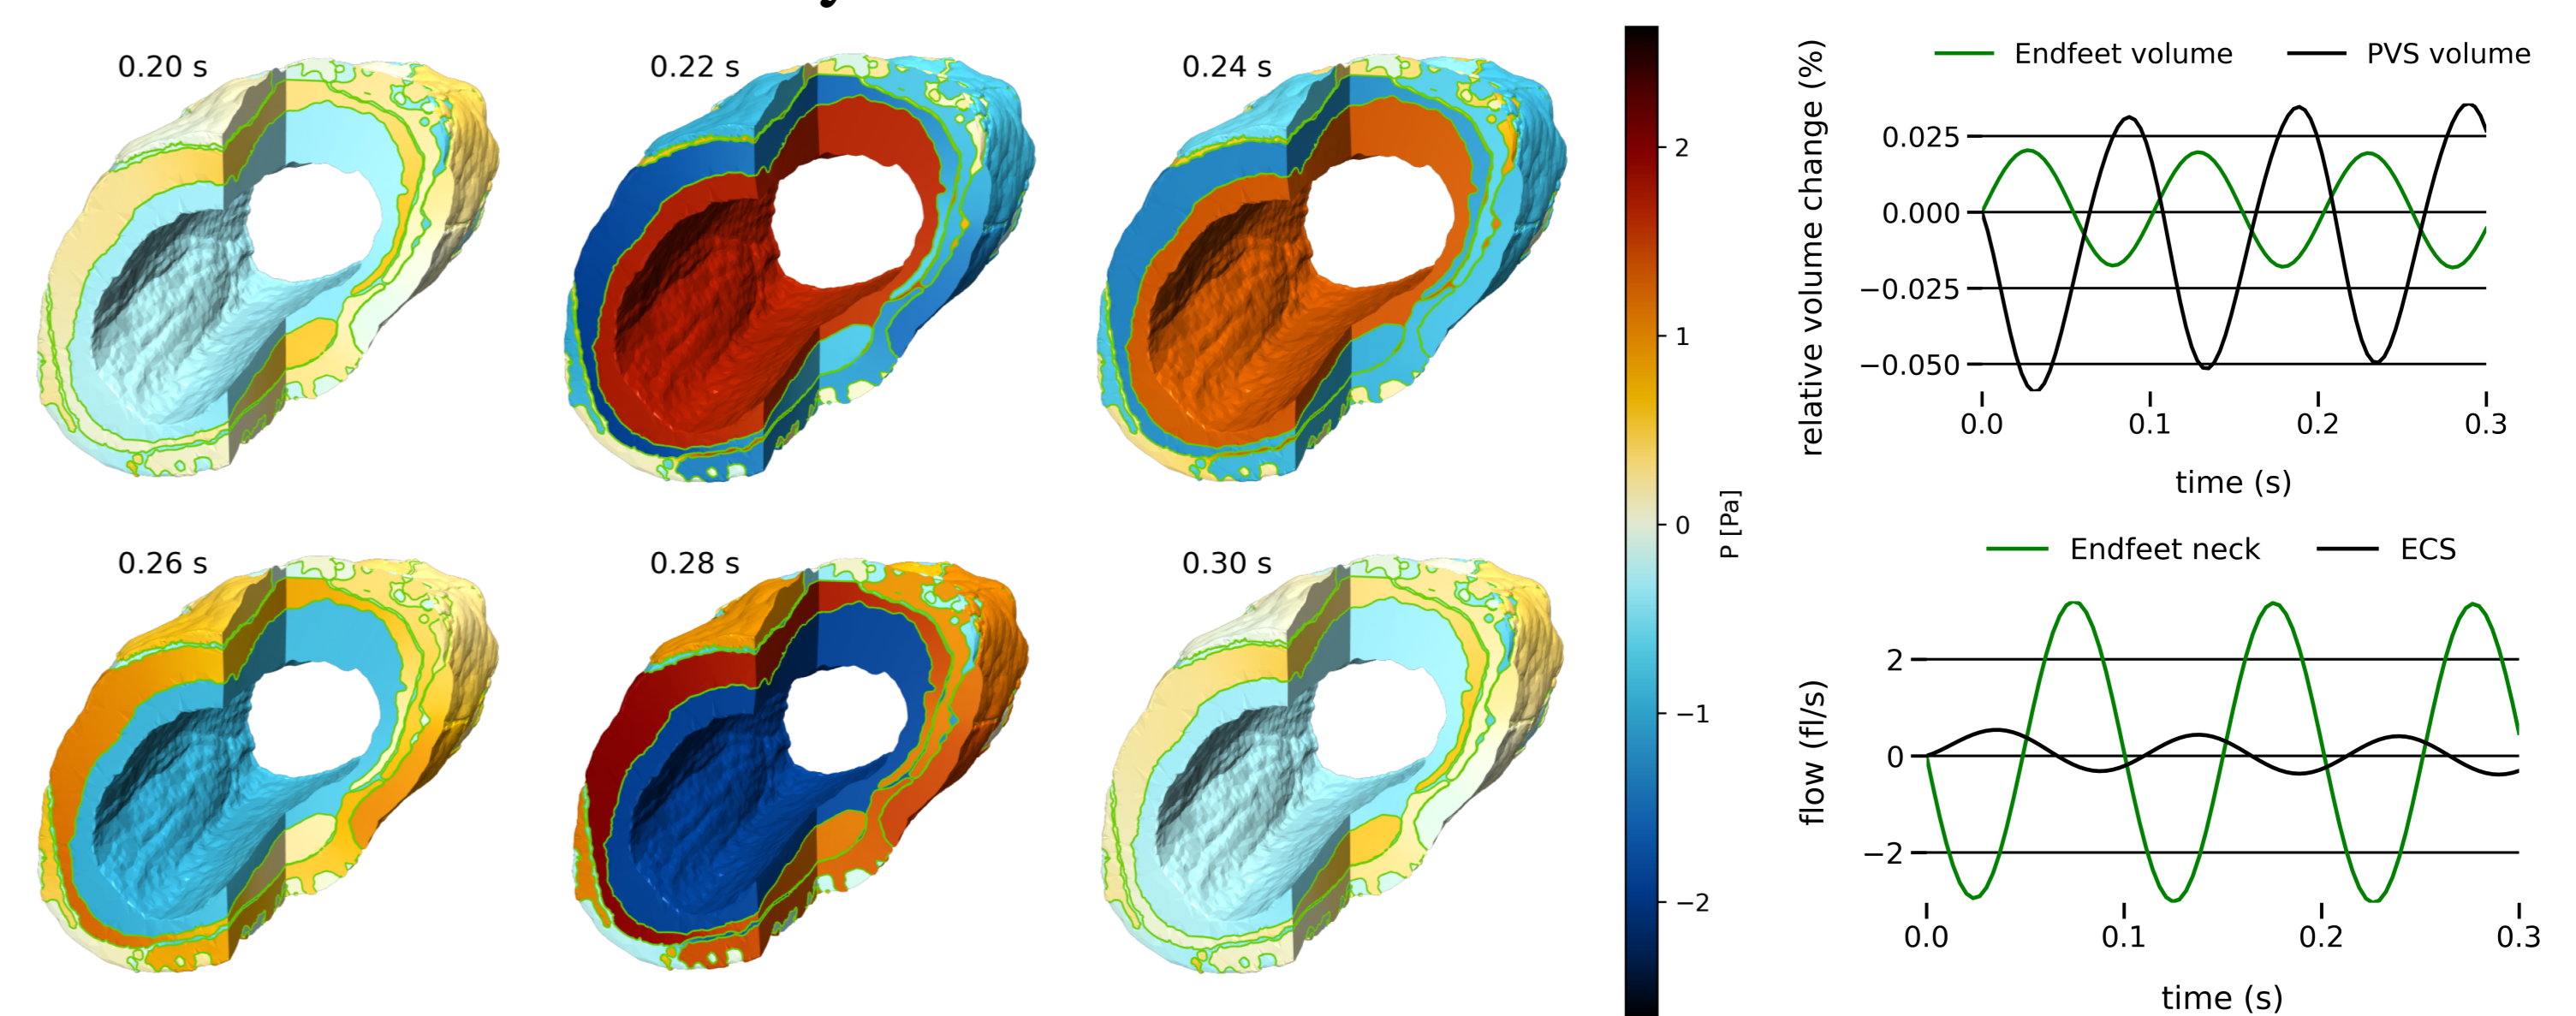 0.20 s
0.22 s
0.24 s
0.26 s
0.28 s
0.30 s
2
1
0
−1
−2
P [Pa]
Endfeet volume
PVS volume
relative volume change (%)
0.025
0.000
−0.025
−0.050
0.0 0.1 0.2 0.3
time (s)
Endfeet neck
ECS
flow (fl/s)
2
0
−2
0.0 0.1 0.2 0.3
time (s)